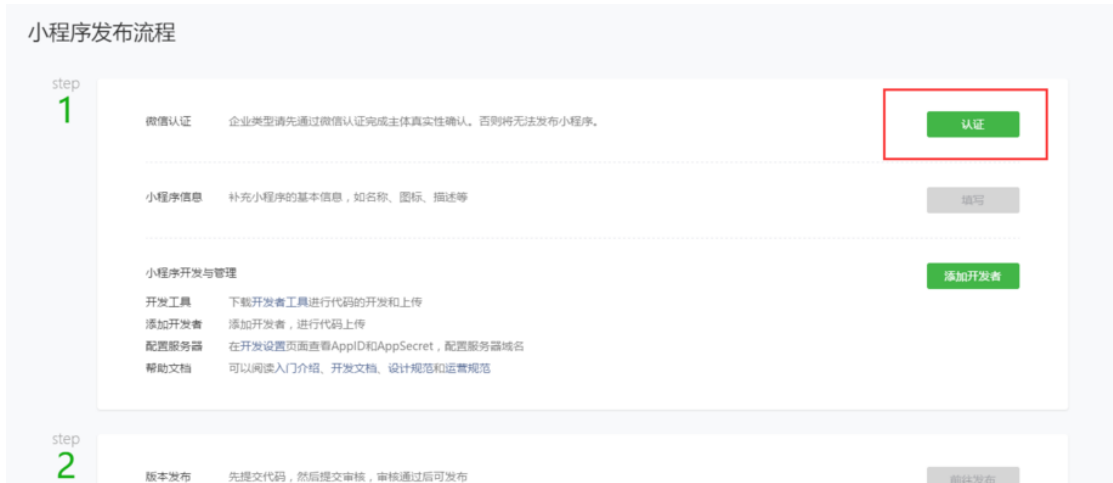 小程序发布流程
step
1
微信认证 企业类型请先通过微信认证完成主体真实性确认。否则将无法发布小程序。 认证
小程序信息 补充小程序的基本信息，如名称、图标、描述等 填写
小程序开发与管理 添加开发者
开发工具 下载开发者工具进行代码的开发和上传
添加开发者 添加开发者，进行代码上传
配置服务器 在开发设置页面查看AppID和AppSecret，配置服务器域名
帮助文档 可以阅读入门介绍、开发文档、设计规范和运营规范
step
2
版本发布 先提交代码，然后提交审核，审核通过后可发布 前往发布